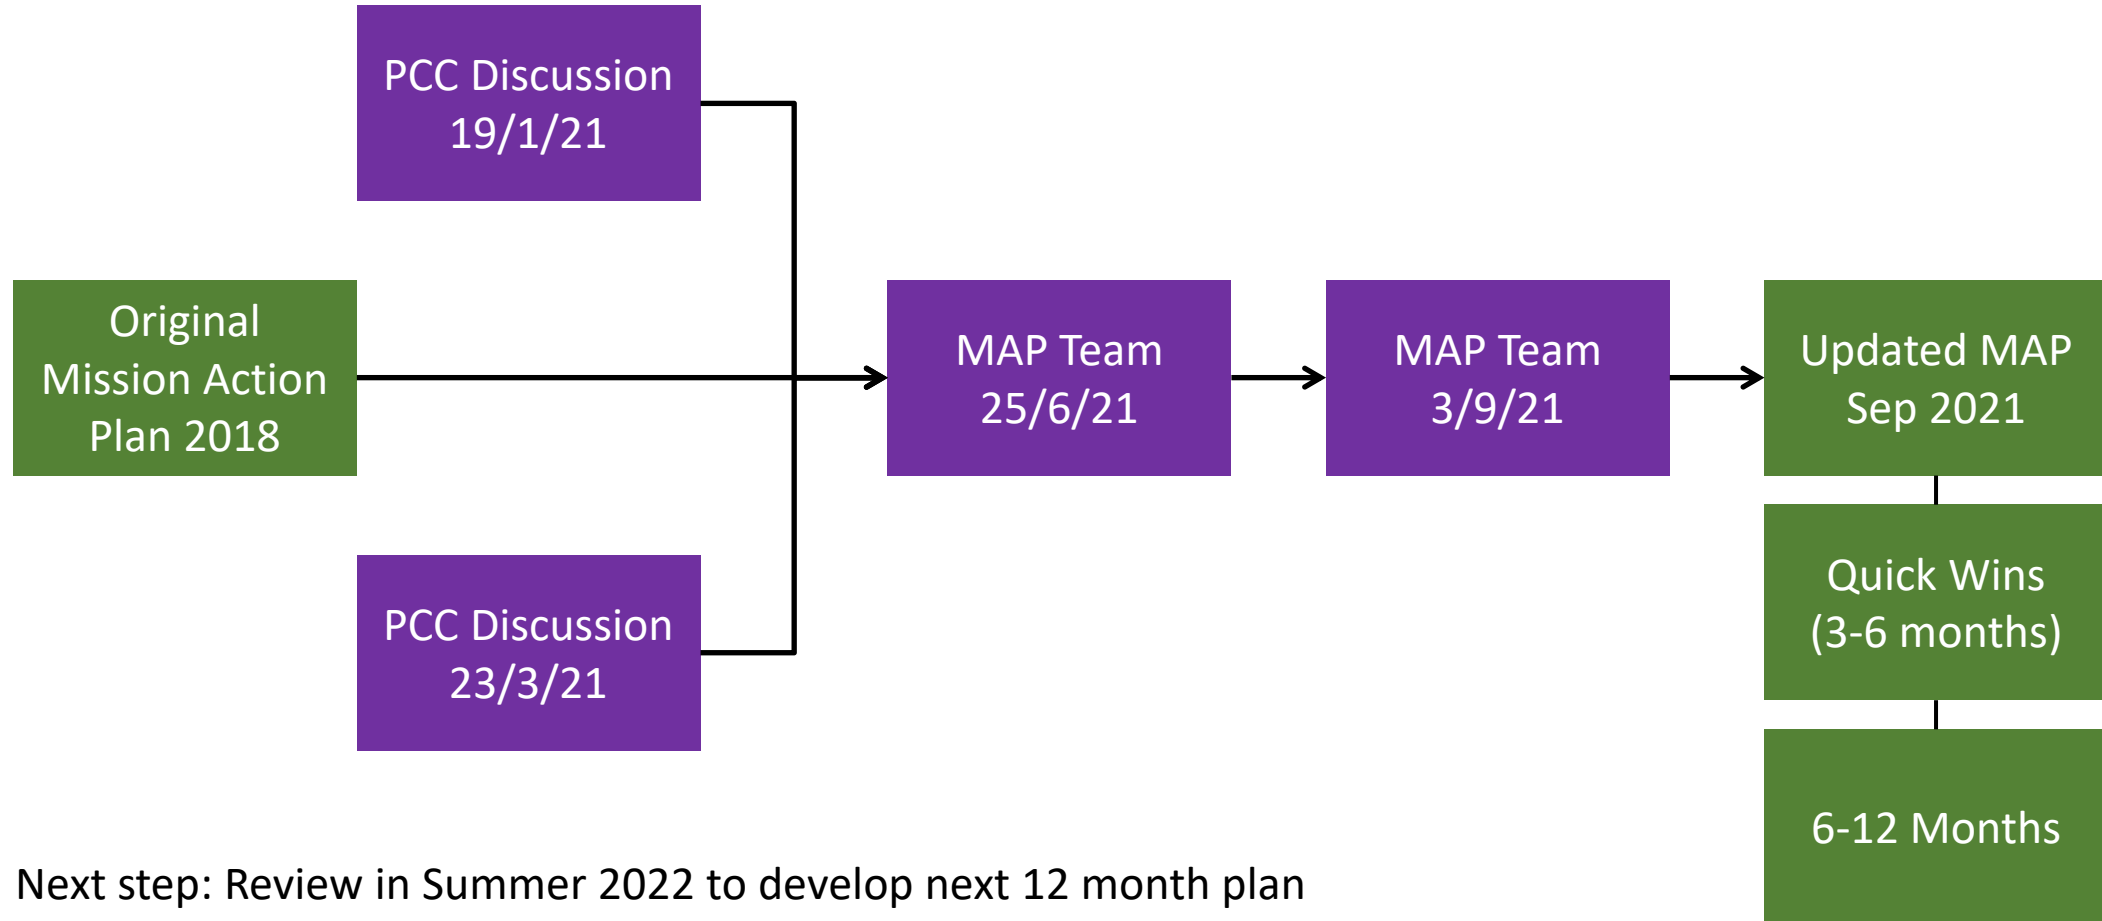 PCC Discussion
19/1/21
Original
Mission Action
Plan 2018
MAP Team
25/6/21
MAP Team
3/9/21
Updated MAP
Sep 2021
PCC Discussion
23/3/21
Quick Wins
(3-6 months)
6-12 Months
Next step: Review in Summer 2022 to develop next 12 month plan